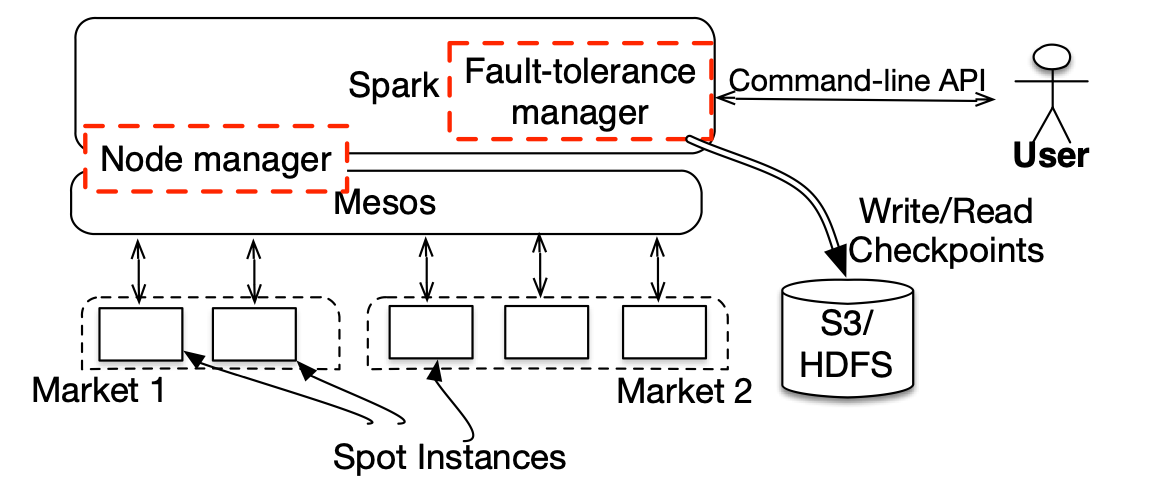 Spark
Fault-tolerance
manager
Command-line API
User
Node manager
Mesos
Write/Read
Checkpoints
S3/
HDFS
Market 1
Market 2
Spot Instances